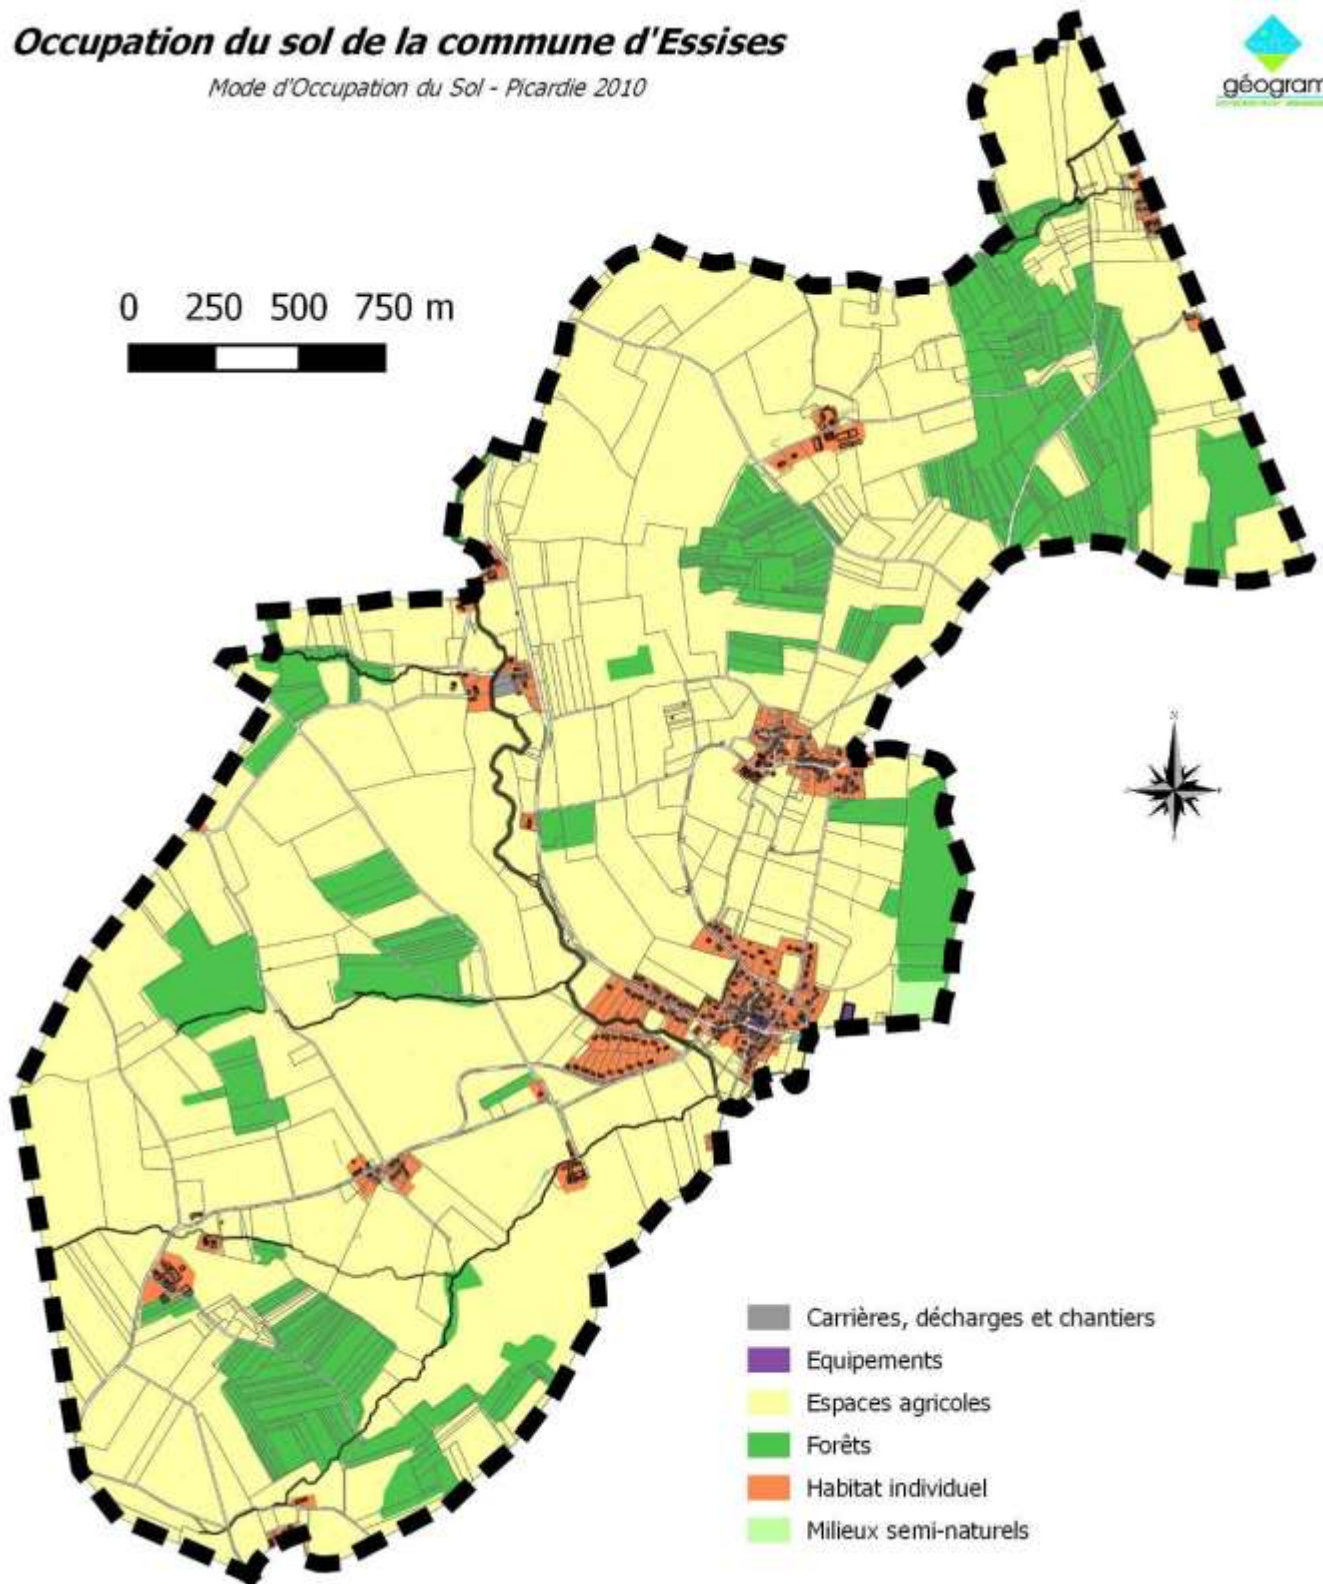 Occupation du sol de la commune d'Essises
Mode d'Occupation du Sol - Picardie 2010
géogram
0 250 500 750 m
N
Carrières, décharges et chantiers
Equipements
Espaces agricoles
Forêts
Habitat individuel
Milieux semi-naturels